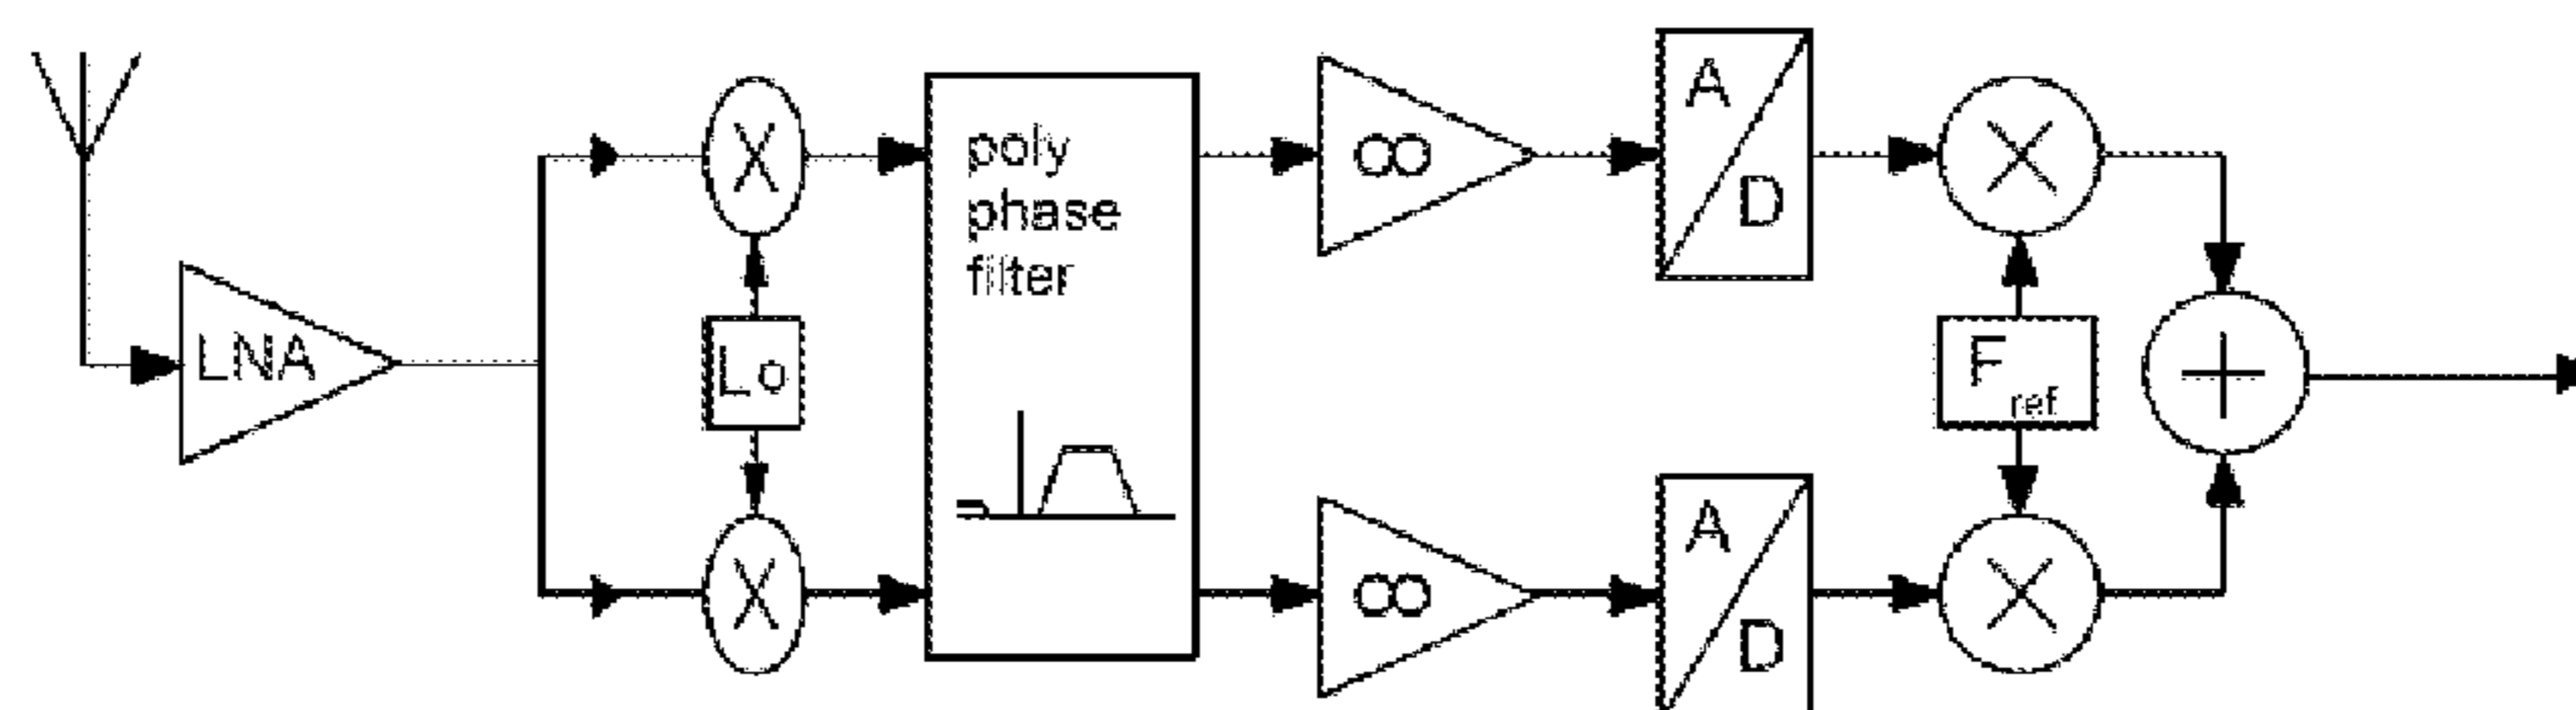 LNA
X
Lo
X
poly
phase
filter
∞
∞
A
D
A
D
X
F ref
X
+